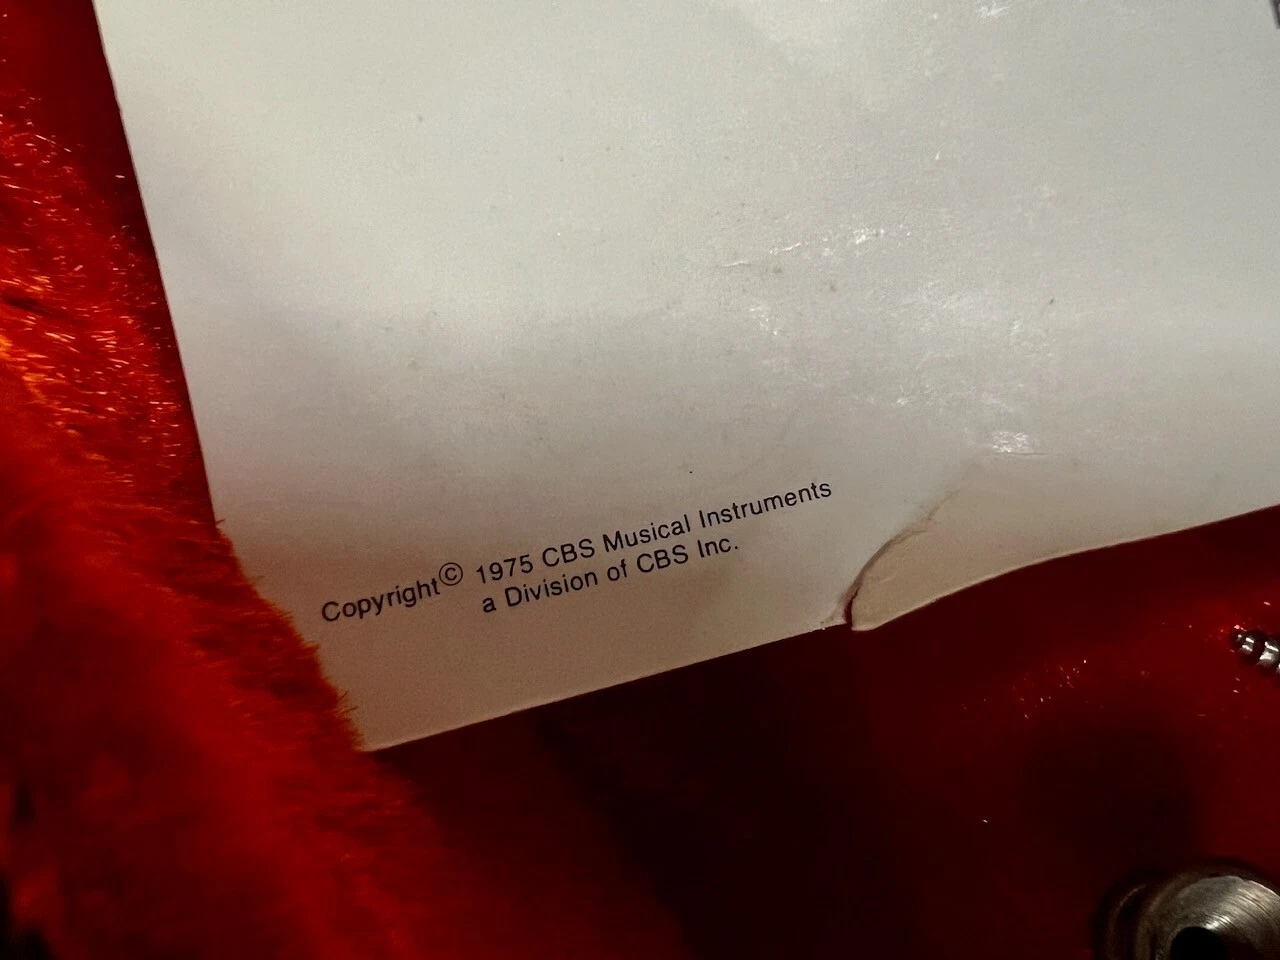 Copyright© 1975 CBS Musical Instruments
a Division of CBS Inc.